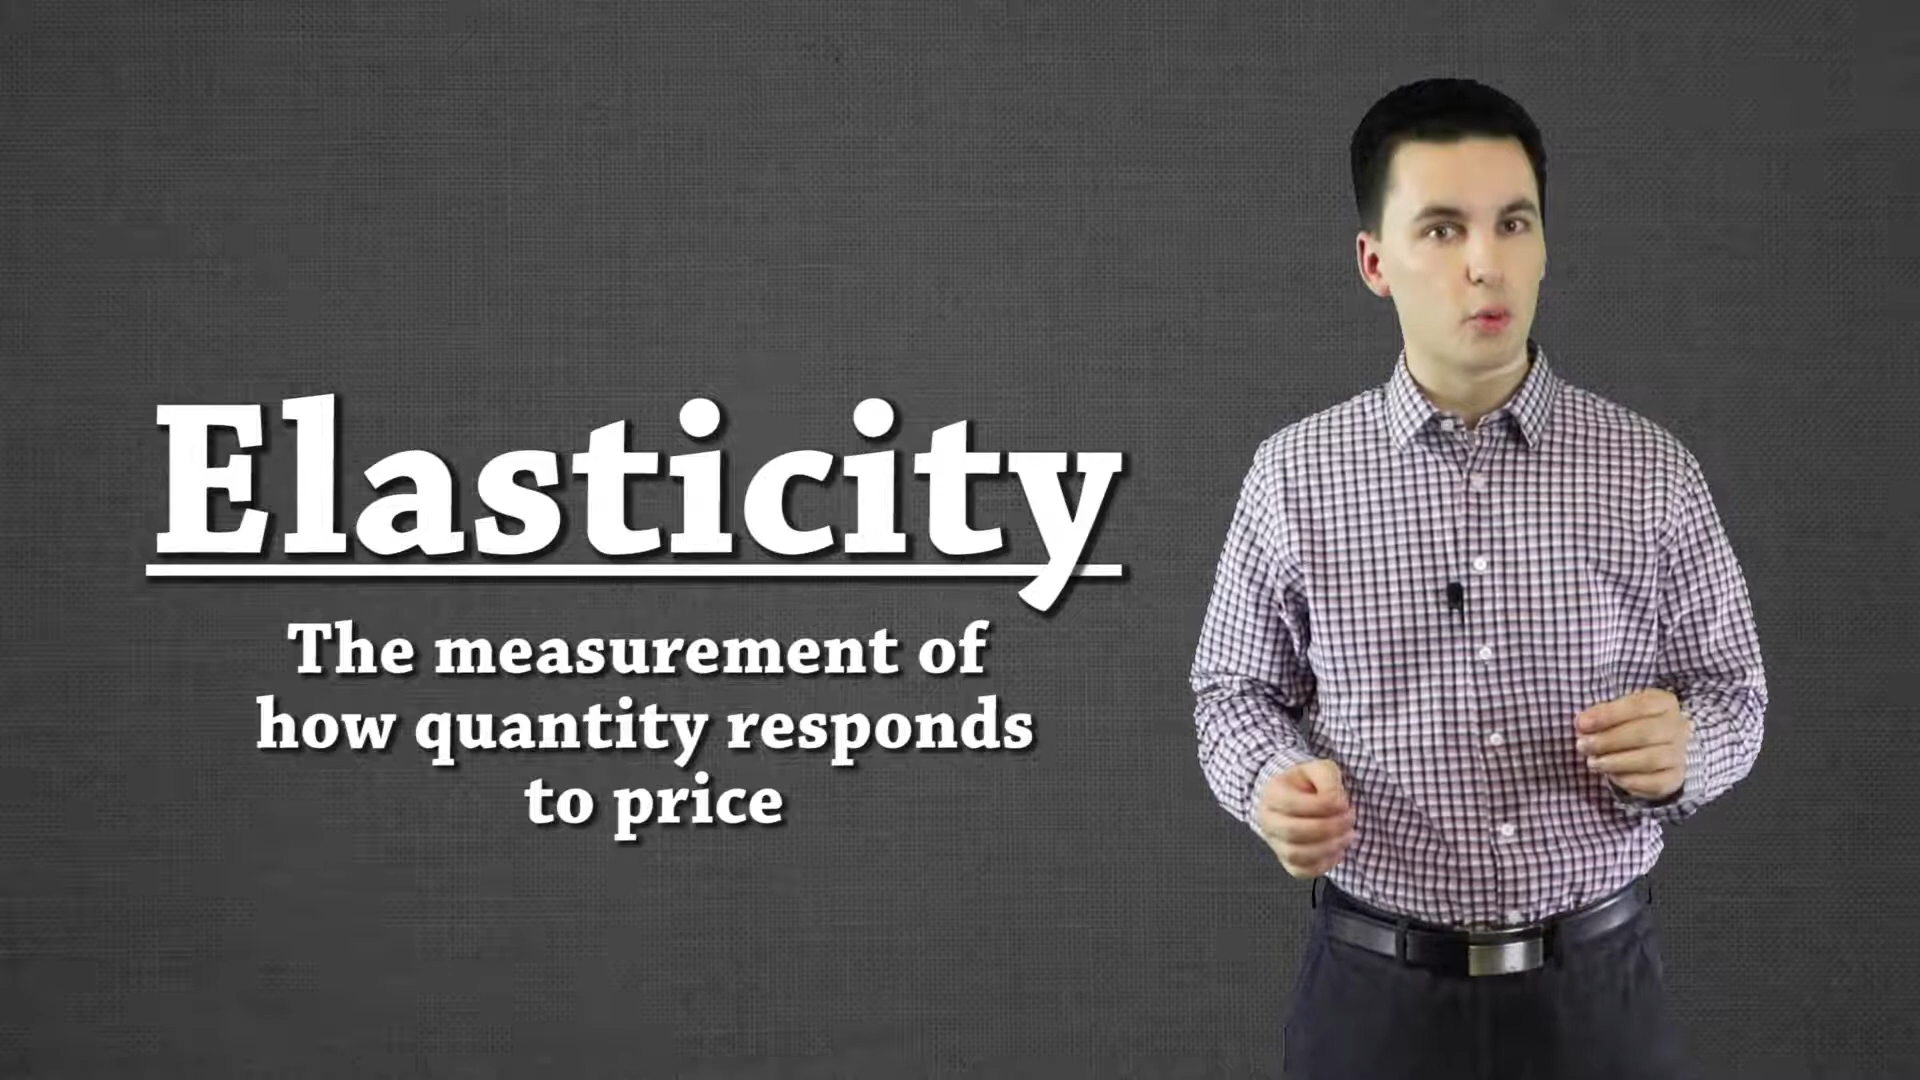 Elasticity
The measurement of
how quantity responds
to price